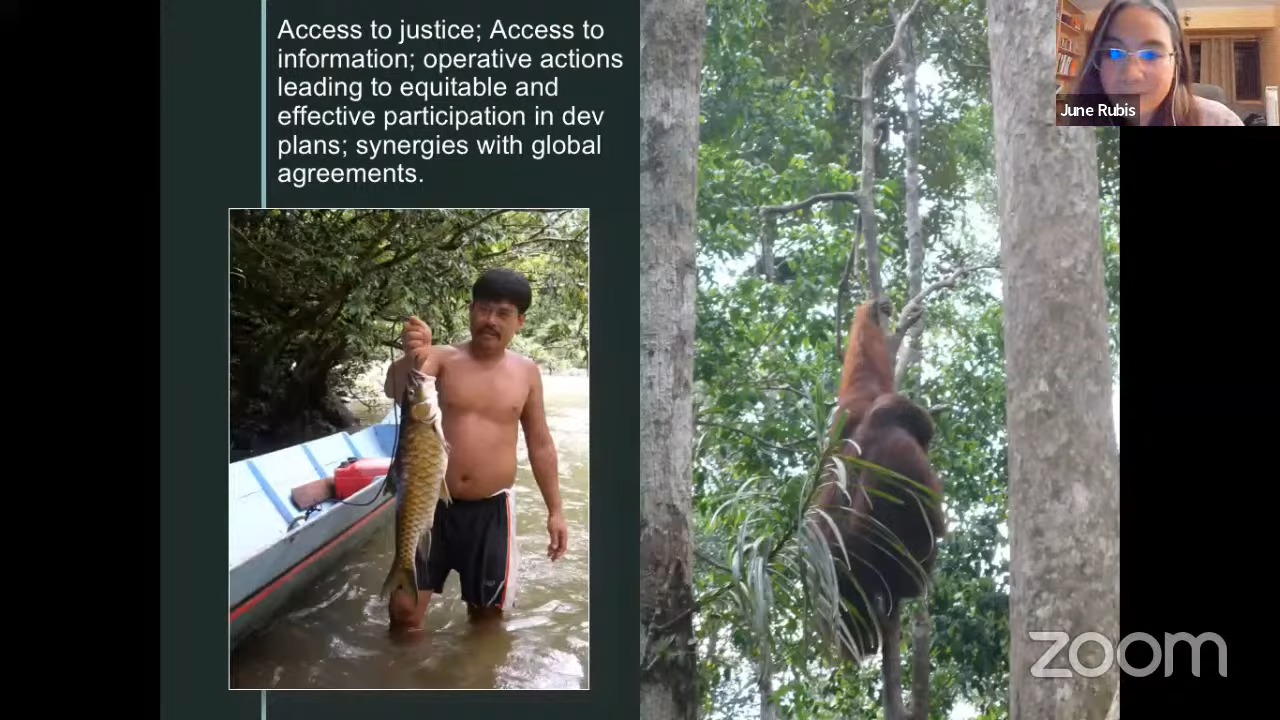 Access to justice; Access to
information; operative actions
leading to equitable and
effective participation in dev
plans; synergies with global
agreements.
June Rubis
zoom